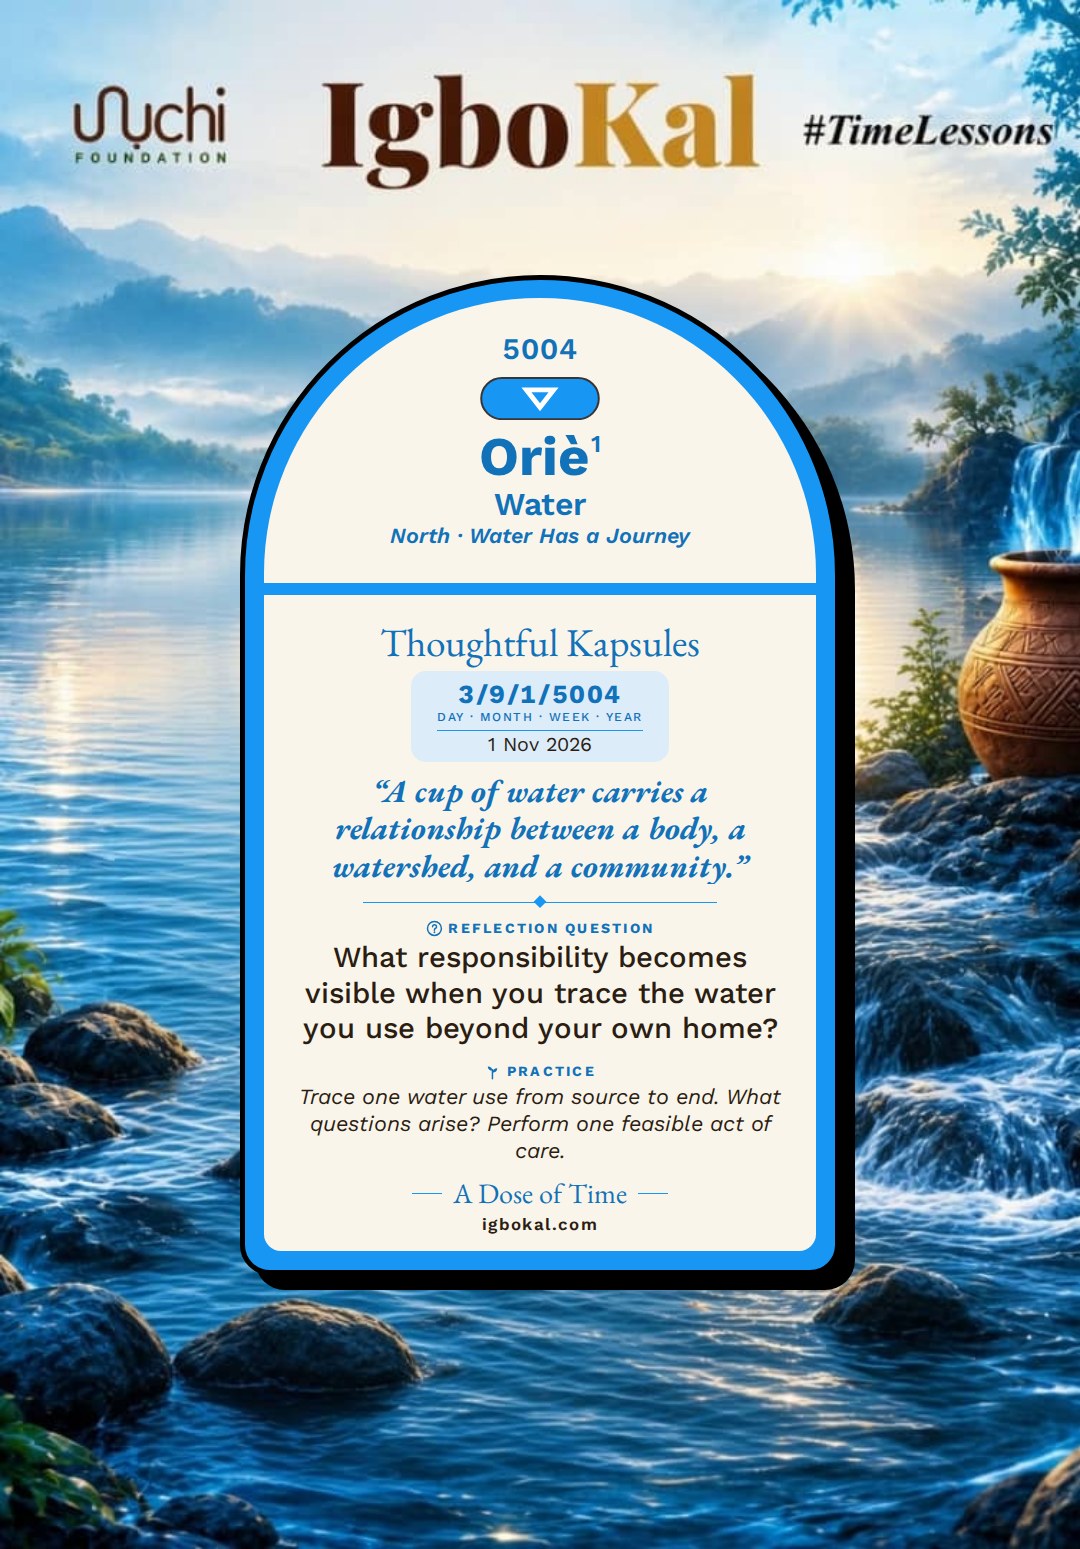 Uzuchi
FOUNDATION
IgboKal
#TimeLessons
5004
Oriè¹
Water
North · Water Has a Journey
Thoughtful Kapsules
3/9/1/5004
DAY · MONTH · WEEK · YEAR
1 Nov 2026
“A cup of water carries a
relationship between a body, a
watershed, and a community.”
REFLECTION QUESTION
What responsibility becomes
visible when you trace the water
you use beyond your own home?
PRACTICE
Trace one water use from source to end. What
questions arise? Perform one feasible act of
care.
A Dose of Time
igbokal.com